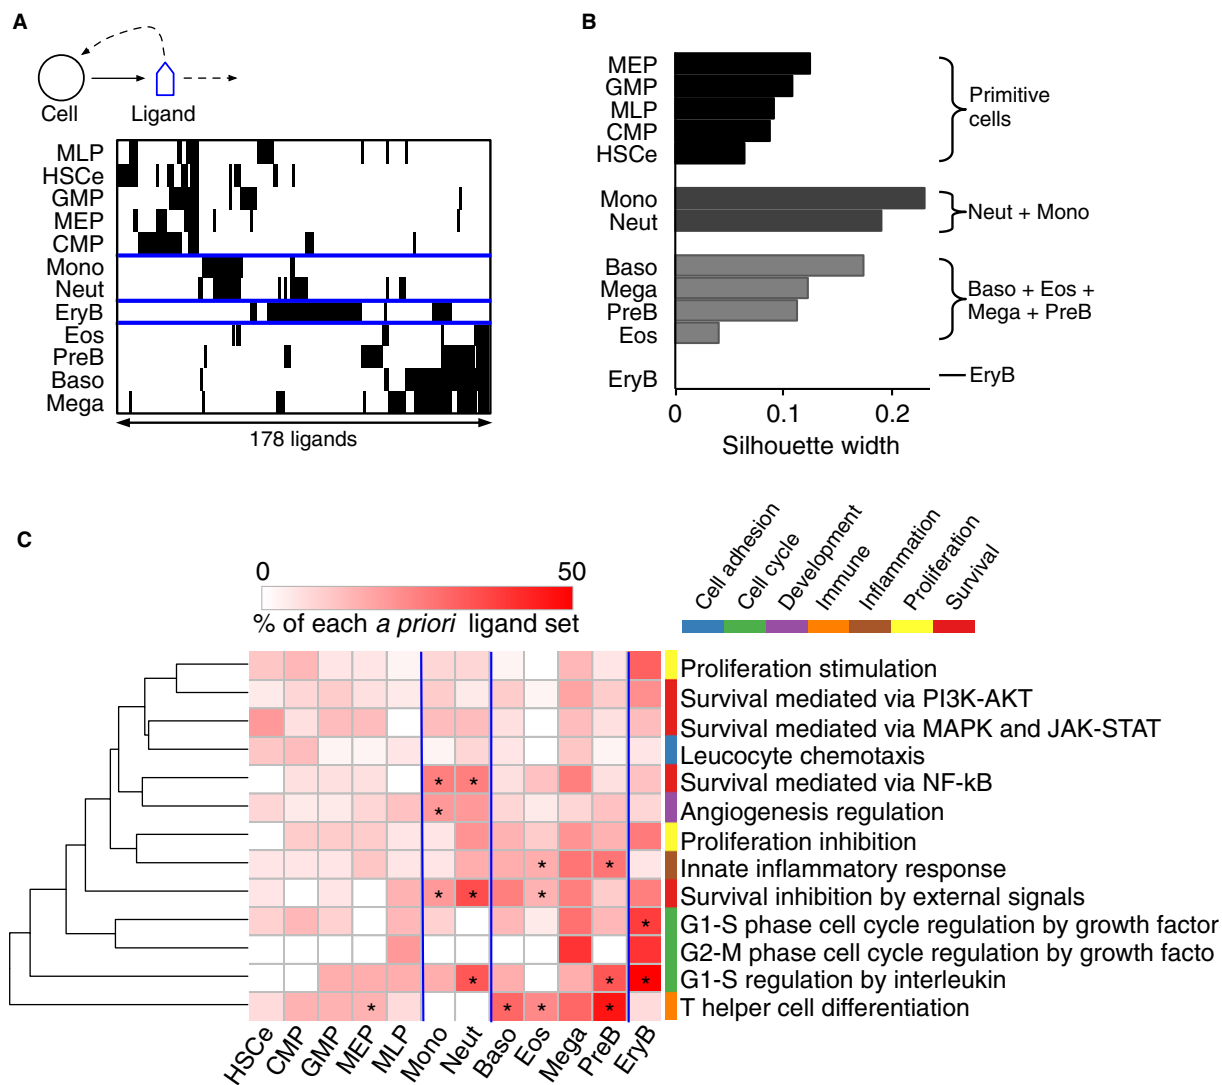 A
Cell
Ligand
MLP
HSCe
GMP
MEP
CMP
Mono
Neut
EryB
Eos
PreB
Baso
Mega
178 ligands
B
MEP
GMP
MLP
CMP
HSCe
Primitive
cells
Mono
Neut
Neut + Mono
Baso
Mega
PreB
Eos
Baso + Eos +
Mega + PreB
EryB
EryB
0 0.1 0.2
Silhouette width
C
0 50
% of each a priori ligand set
Cell adhesion
Cell cycle
Development
Immune
Inflammation
Proliferation
Survival
Proliferation stimulation
Survival mediated via PI3K-AKT
Survival mediated via MAPK and JAK-STAT
Leucocyte chemotaxis
* * Survival mediated via NF-kB
* Angiogenesis regulation
Proliferation inhibition
* * Innate inflammatory response
* * * Survival inhibition by external signals
* G1-S phase cell cycle regulation by growth factor
G2-M phase cell cycle regulation by growth facto
* * * G1-S regulation by interleukin
* * * * T helper cell differentiation
HSCe CMP GMP MEP MLP Mono Neut Baso Eos Mega PreB EryB